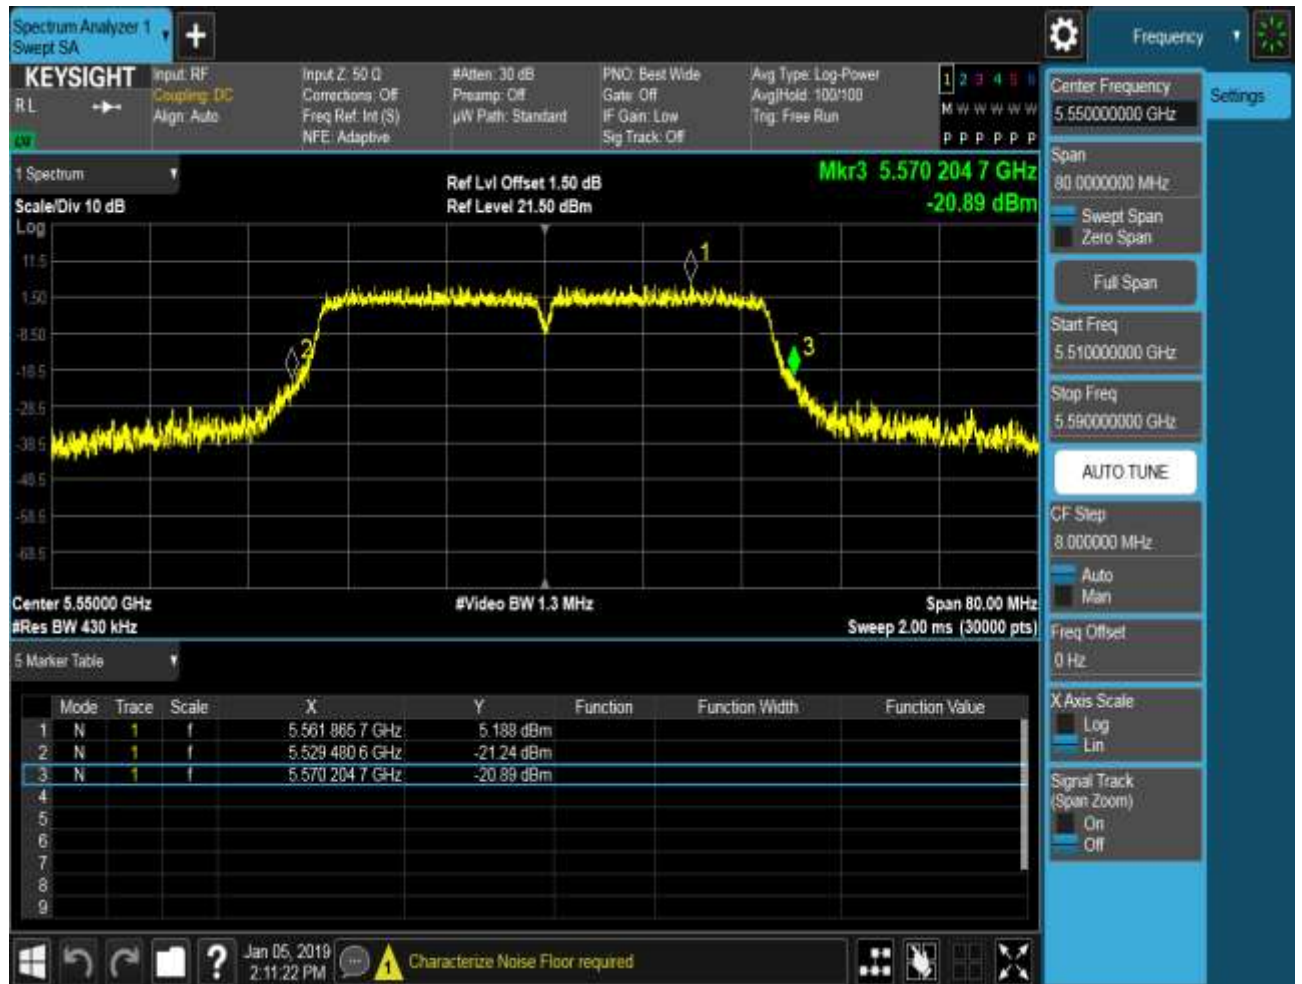 Spectrum Analyzer 1
Swept SA
+
Frequency
KEYSIGHT
RL
Input: RF
Coupling: DC
Align: Auto
Input Z: 50 Ω
Corrections: Off
Freq Ref: Int (S)
NFE: Adaptive
#Atten: 30 dB
Preamp: Off
µW Path: Standard
PNO: Best Wide
Gate: Off
IF Gain: Low
Sig Track: Off
Avg Type: Log-Power
Avg|Hold: 100/100
Trig: Free Run
1 2 3 4 5 6
M W W W W W
P P P P P P
1 Spectrum
Scale/Div 10 dB
Ref Lvl Offset 1.50 dB
Ref Level 21.50 dBm
Mkr3 5.570 204 7 GHz
-20.89 dBm
Log
11.5
1.50
-8.50
-18.5
-28.5
-38.5
-48.5
-58.5
-68.5
1
2
3
Center 5.55000 GHz
#Video BW 1.3 MHz
Span 80.00 MHz
#Res BW 430 kHz
Sweep 2.00 ms (30000 pts)
5 Marker Table
Mode Trace Scale X Y Function Function Width Function Value
1 N 1 f 5.561 865 7 GHz 5.188 dBm
2 N 1 f 5.529 480 6 GHz -21.24 dBm
3 N 1 f 5.570 204 7 GHz -20.89 dBm
4
5
6
7
8
9
Center Frequency
5.550000000 GHz
Settings
Span
80.0000000 MHz
Swept Span
Zero Span
Full Span
Start Freq
5.510000000 GHz
Stop Freq
5.590000000 GHz
AUTO TUNE
CF Step
8.000000 MHz
Auto
Man
Freq Offset
0 Hz
X Axis Scale
Log
Lin
Signal Track
(Span Zoom)
On
Off
?
Jan 05, 2019
2:11:22 PM
1
Characterize Noise Floor required